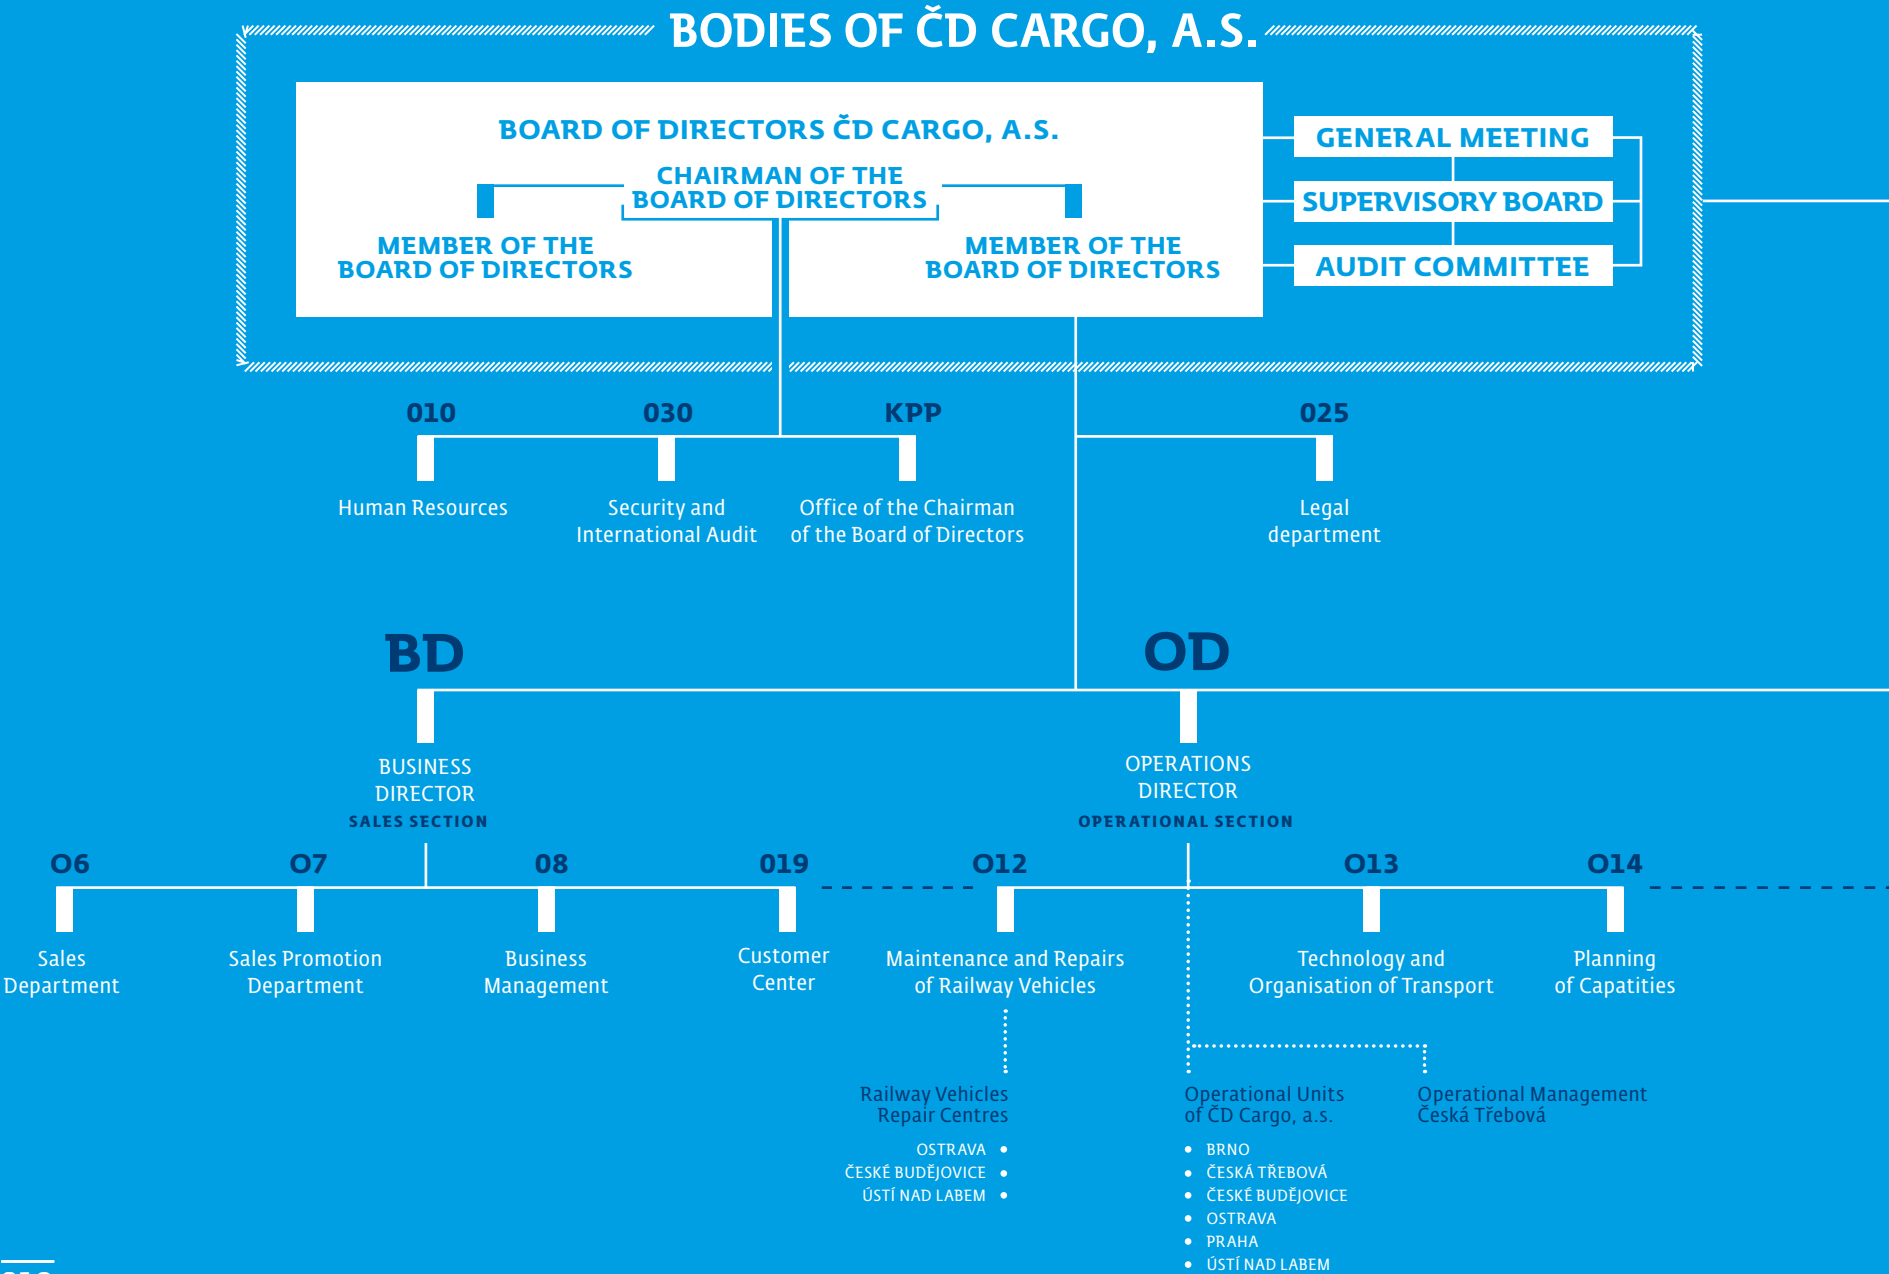 BODIES OF ČD CARGO, A.S.
BOARD OF DIRECTORS ČD CARGO, A.S.
CHAIRMAN OF THE
BOARD OF DIRECTORS
MEMBER OF THE
BOARD OF DIRECTORS
MEMBER OF THE
BOARD OF DIRECTORS
GENERAL MEETING
SUPERVISORY BOARD
AUDIT COMMITTEE
010
Human Resources
030
Security and
International Audit
KPP
Office of the Chairman
of the Board of Directors
025
Legal
department
BD
BUSINESS
DIRECTOR
SALES SECTION
OD
OPERATIONS
DIRECTOR
OPERATIONAL SECTION
O6
Sales
Department
O7
Sales Promotion
Department
08
Business
Management
019
Customer
Center
O12
Maintenance and Repairs
of Railway Vehicles
O13
Technology and
Organisation of Transport
O14
Planning
of Capatities
Railway Vehicles
Repair Centres
OSTRAVA •
ČESKÉ BUDĚJOVICE •
ÚSTÍ NAD LABEM •
Operational Units
of ČD Cargo, a.s.
• BRNO
• ČESKÁ TŘEBOVÁ
• ČESKÉ BUDĚJOVICE
• OSTRAVA
• PRAHA
• ÚSTÍ NAD LABEM
Operational Management
Česká Třebová